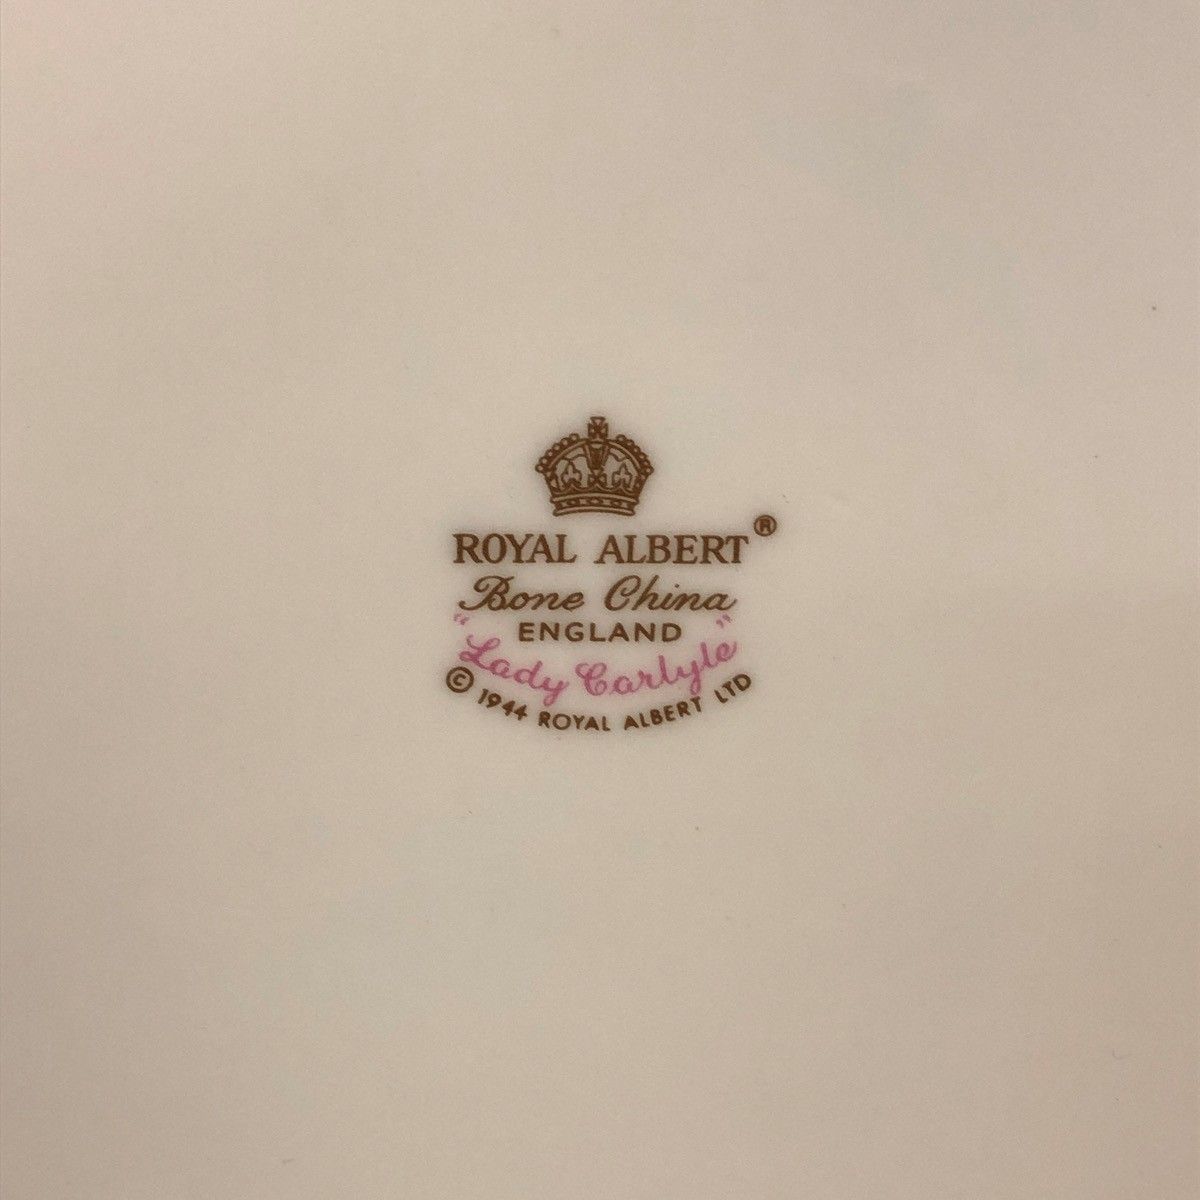 ROYAL ALBERT®
Bone China
ENGLAND
"Lady Carlyle"
© 1944 ROYAL ALBERT LTD